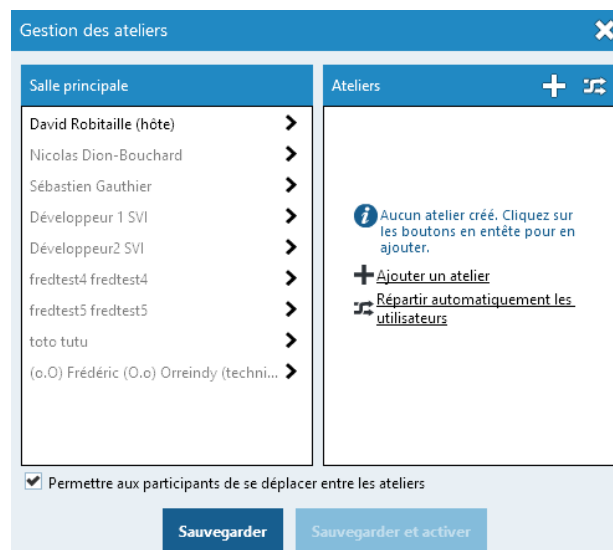 Gestion des ateliers
Salle principale
David Robitaille (hôte)
Nicolas Dion-Bouchard
Sébastien Gauthier
Développeur 1 SVI
Développeur2 SVI
fredtest4 fredtest4
fredtest5 fredtest5
toto tutu
(o.O) Frédéric (O.o) Orreindy (techni...
Ateliers
Aucun atelier créé. Cliquez sur
les boutons en entête pour en
ajouter.
Ajouter un atelier
Répartir automatiquement les
utilisateurs
Permettre aux participants de se déplacer entre les ateliers
Sauvegarder
Sauvegarder et activer